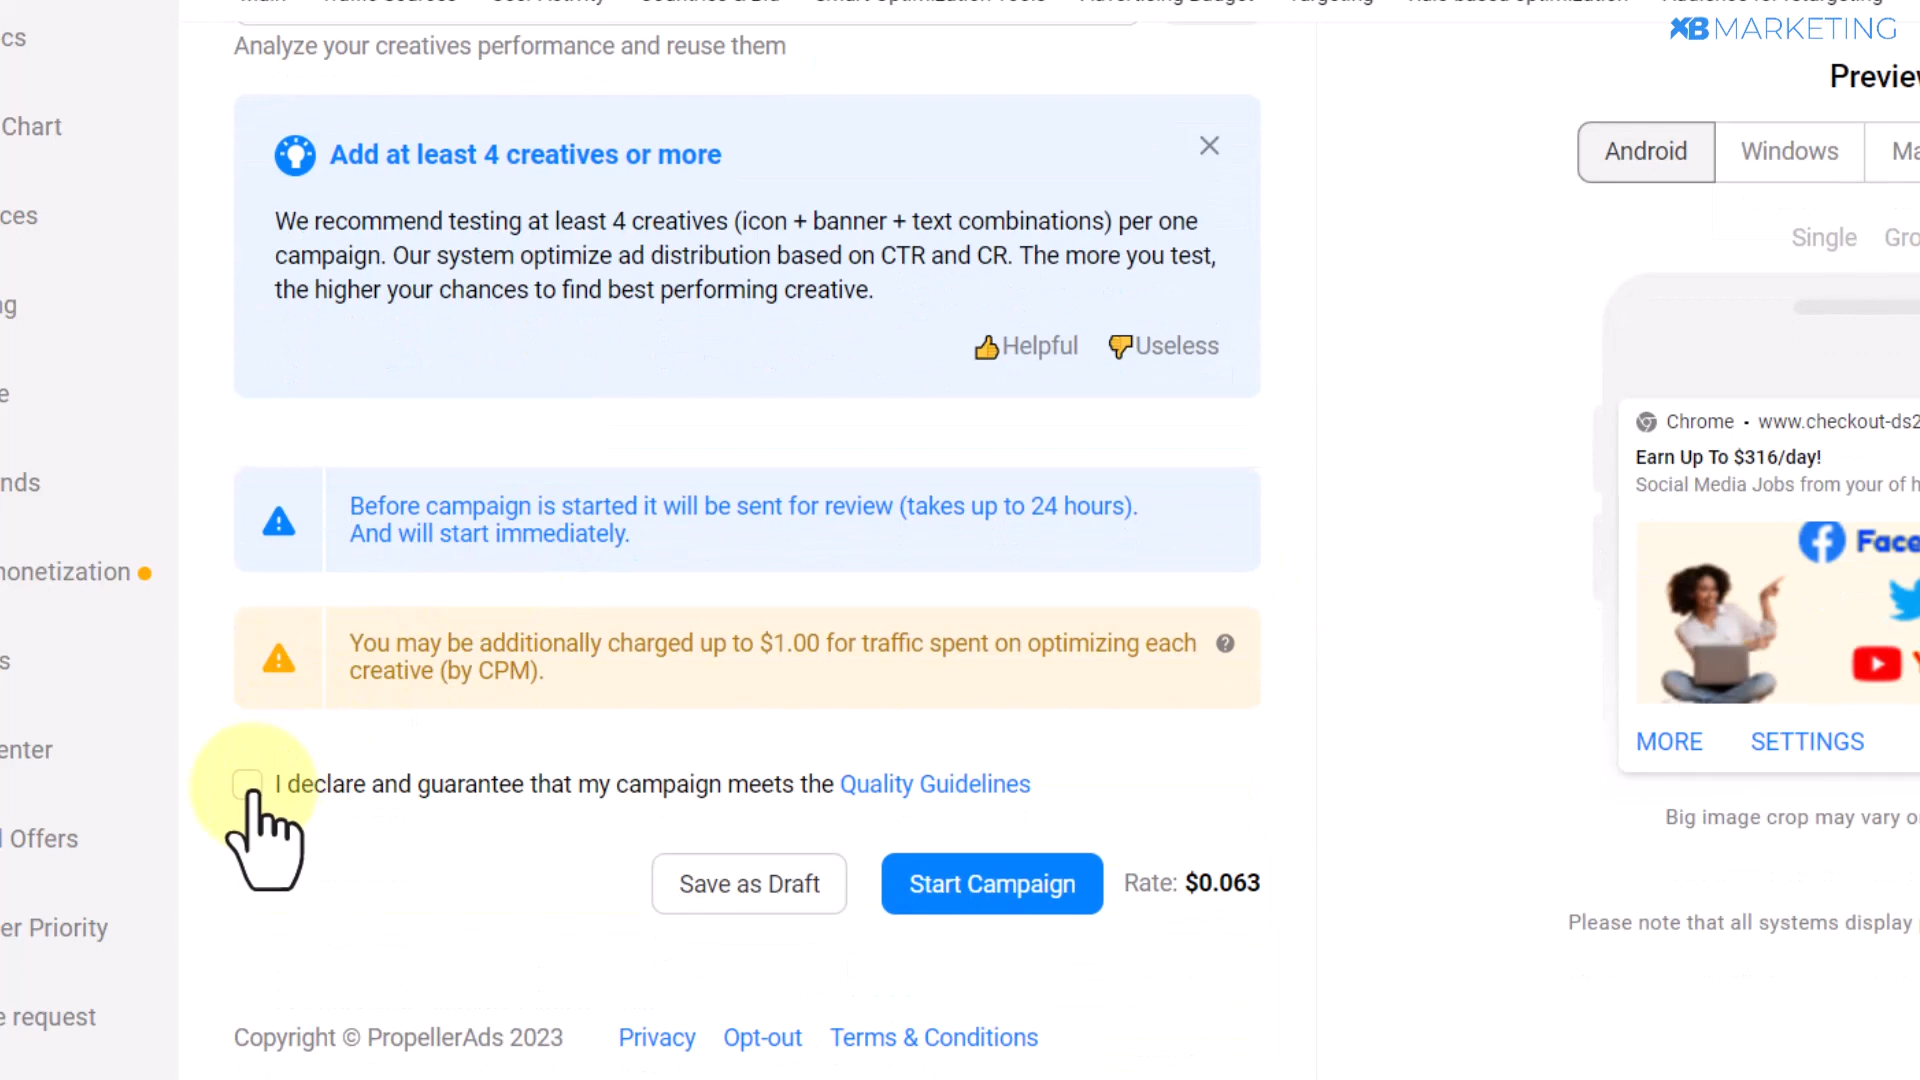 cs
Chart
ces
ng
e
nds
monetization
s
enter
l Offers
er Priority
e request
Analyze your creatives performance and reuse them
Add at least 4 creatives or more
We recommend testing at least 4 creatives (icon + banner + text combinations) per one
campaign. Our system optimize ad distribution based on CTR and CR. The more you test,
the higher your chances to find best performing creative.
Helpful Useless
Before campaign is started it will be sent for review (takes up to 24 hours).
And will start immediately.
You may be additionally charged up to $1.00 for traffic spent on optimizing each
creative (by CPM).
I declare and guarantee that my campaign meets the Quality Guidelines
Save as Draft Start Campaign Rate: $0.063
Copyright © PropellerAds 2023 Privacy Opt-out Terms & Conditions
XB MARKETING
Preview
Android Windows Ma
Single Gro
Chrome • www.checkout-ds2
Earn Up To $316/day!
Social Media Jobs from your of h
Face
MORE SETTINGS
Big image crop may vary o
Please note that all systems display